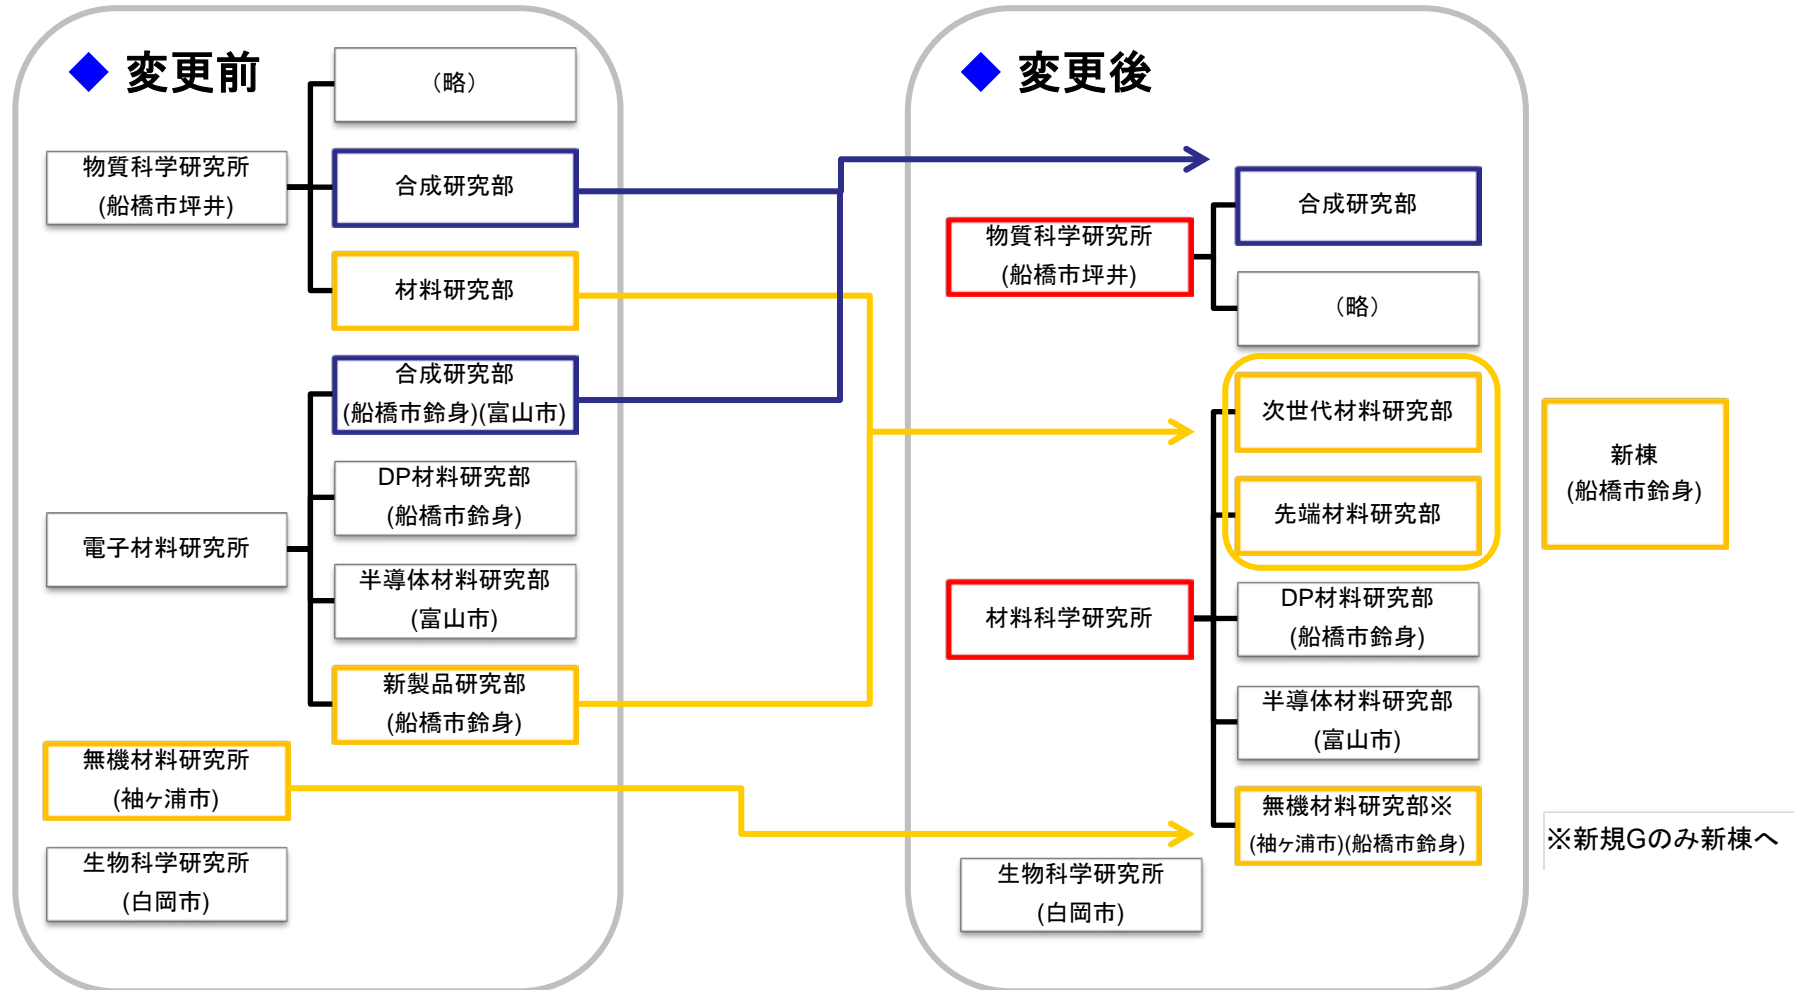 ◆ 変更前
（略）
物質科学研究所
(船橋市坪井)
合成研究部
材料研究部
合成研究部
(船橋市鈴身)(富山市)
DP材料研究部
(船橋市鈴身)
電子材料研究所
半導体材料研究部
(富山市)
新製品研究部
(船橋市鈴身)
無機材料研究所
(袖ヶ浦市)
生物科学研究所
(白岡市)
◆ 変更後
合成研究部
物質科学研究所
(船橋市坪井)
（略）
次世代材料研究部
先端材料研究部
材料科学研究所
DP材料研究部
(船橋市鈴身)
半導体材料研究部
(富山市)
無機材料研究部※
(袖ヶ浦市)(船橋市鈴身)
生物科学研究所
(白岡市)
新棟
(船橋市鈴身)
※新規Gのみ新棟へ